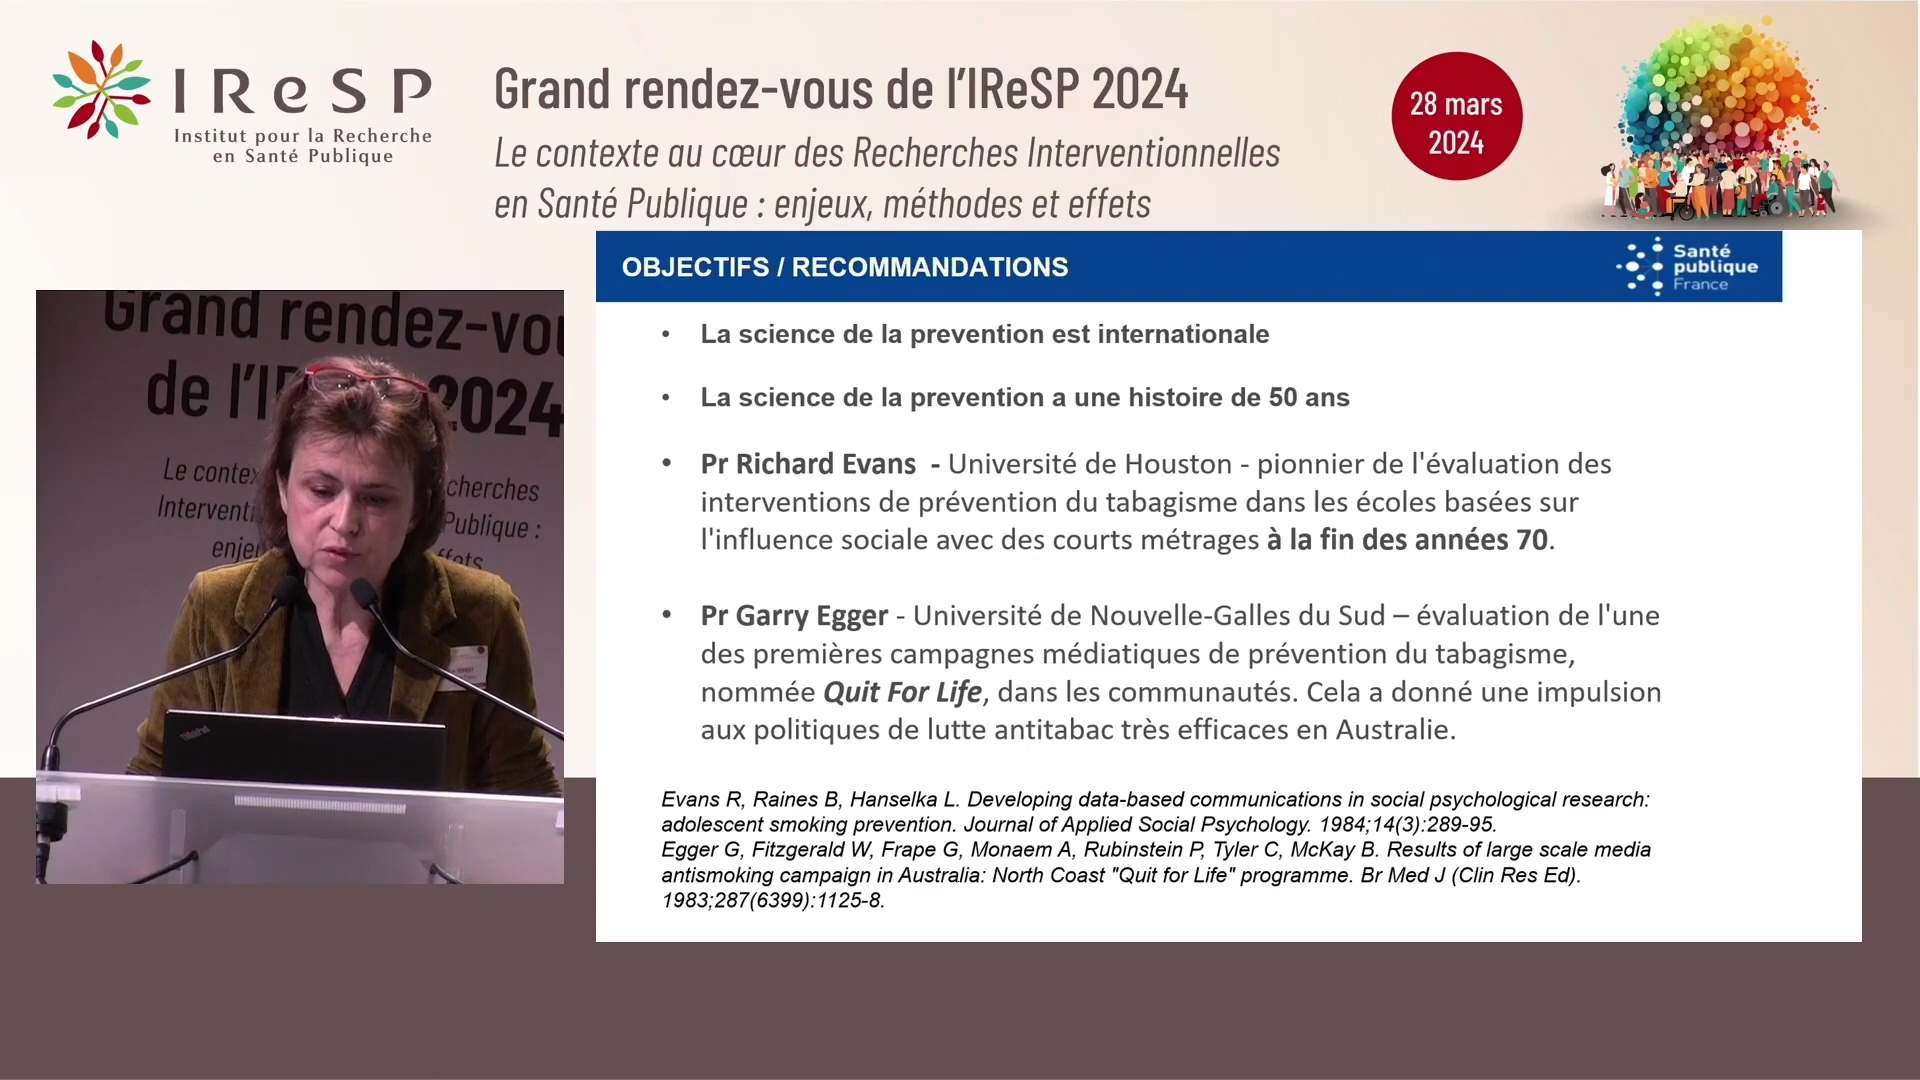 IReSP
Institut pour la Recherche
en Santé Publique
Grand rendez-vous de l'IReSP 2024
Le contexte au cœur des Recherches Interventionnelles
en Santé Publique : enjeux, méthodes et effets
28 mars
2024
OBJECTIFS / RECOMMANDATIONS
Santé
publique
France
• La science de la prevention est internationale
• La science de la prevention a une histoire de 50 ans
• Pr Richard Evans - Université de Houston - pionnier de l'évaluation des
interventions de prévention du tabagisme dans les écoles basées sur
l'influence sociale avec des courts métrages à la fin des années 70.
• Pr Garry Egger - Université de Nouvelle-Galles du Sud – évaluation de l'une
des premières campagnes médiatiques de prévention du tabagisme,
nommée Quit For Life, dans les communautés. Cela a donné une impulsion
aux politiques de lutte antitabac très efficaces en Australie.
Evans R, Raines B, Hanselka L. Developing data-based communications in social psychological research:
adolescent smoking prevention. Journal of Applied Social Psychology. 1984;14(3):289-95.
Egger G, Fitzgerald W, Frape G, Monaem A, Rubinstein P, Tyler C, McKay B. Results of large scale media
antismoking campaign in Australia: North Coast "Quit for Life" programme. Br Med J (Clin Res Ed).
1983;287(6399):1125-8.
Grand rendez-vou
de l'I 2024
Le contex cherches
Interventi Publique :
enje ffets
ThinkPad